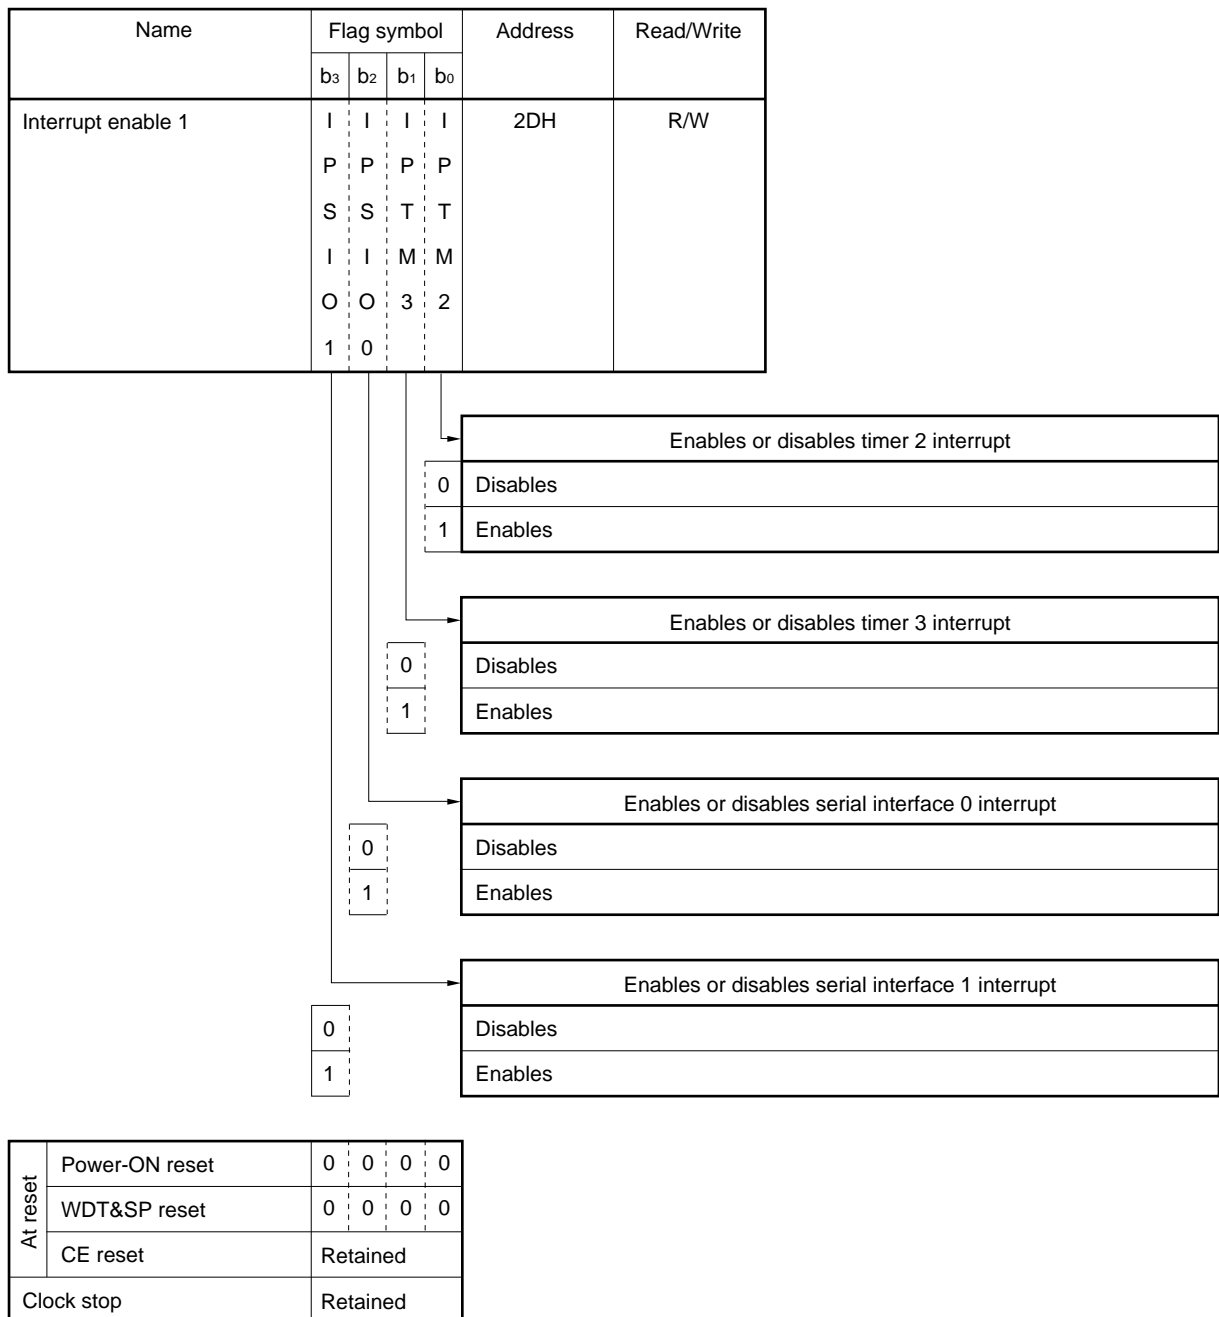 Name Flag symbol Address Read/Write
b3 b2 b1 b0
Interrupt enable 1 I I I I 2DH R/W
P P P P
S S T T
I I M M
O O 3 2
1 0
Enables or disables timer 2 interrupt
0 Disables
1 Enables
Enables or disables timer 3 interrupt
0 Disables
1 Enables
Enables or disables serial interface 0 interrupt
0 Disables
1 Enables
Enables or disables serial interface 1 interrupt
0 Disables
1 Enables
At reset
Power-ON reset 0 0 0 0
WDT&SP reset 0 0 0 0
CE reset Retained
Clock stop Retained